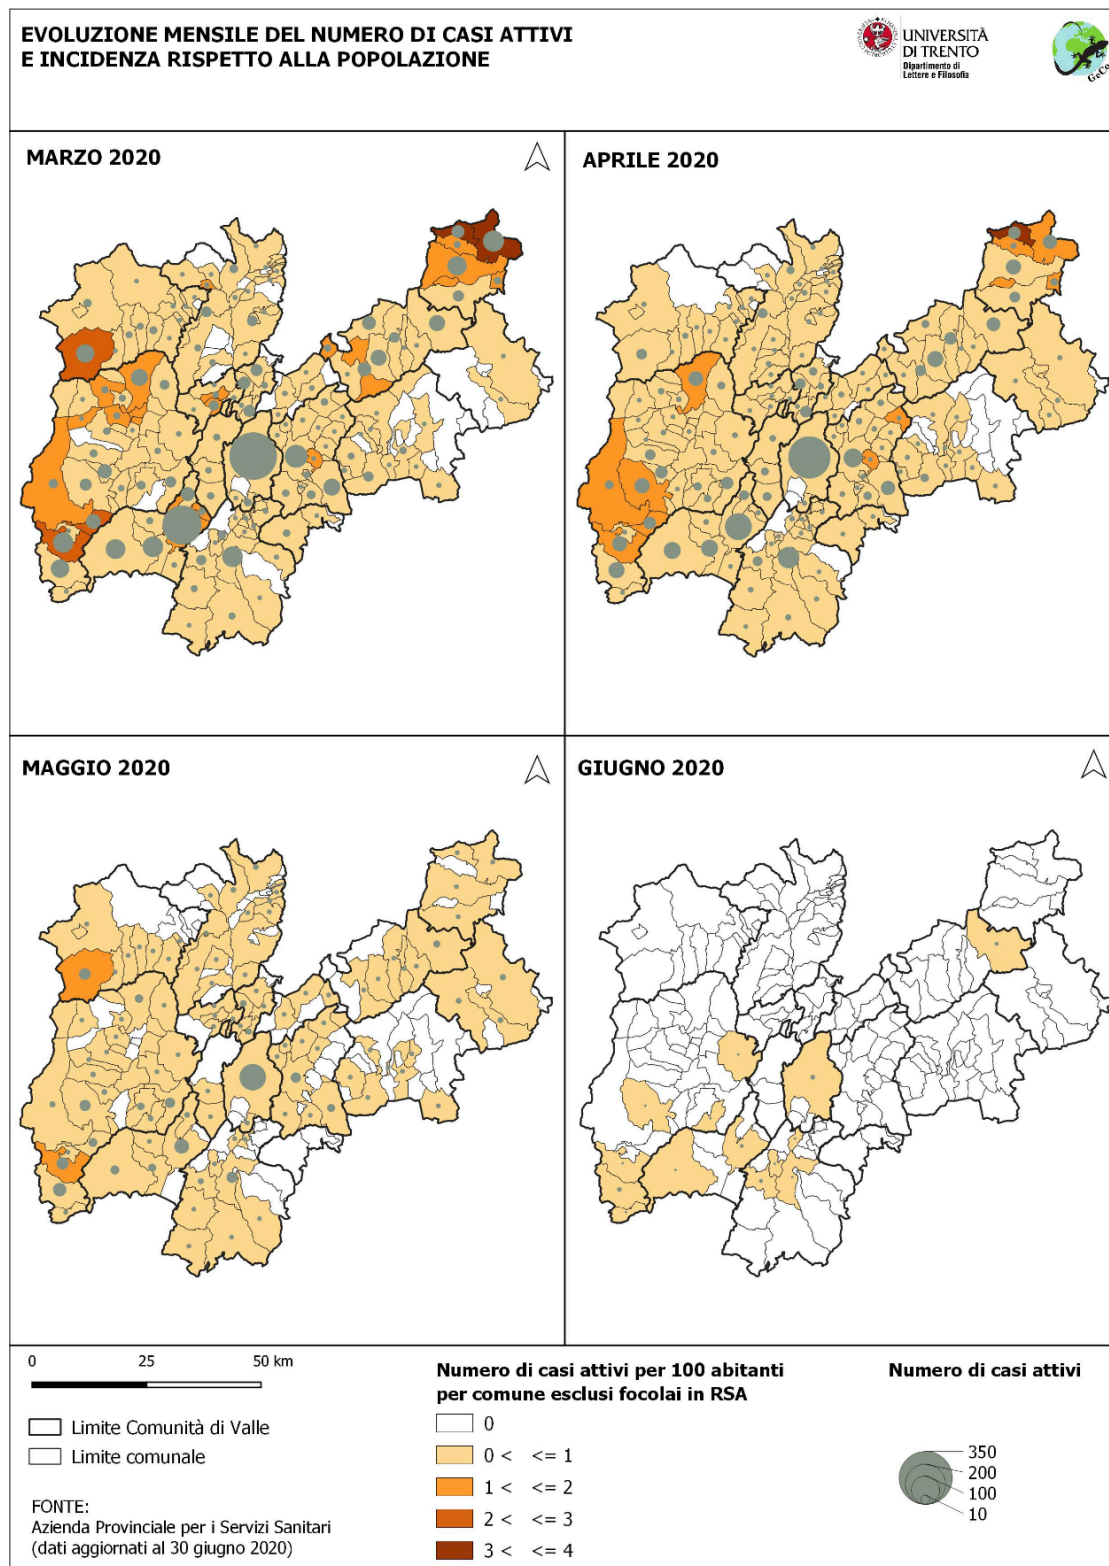 EVOLUZIONE MENSILE DEL NUMERO DI CASI ATTIVI
E INCIDENZA RISPETTO ALLA POPOLAZIONE
UNIVERSITÀ
DI TRENTO
Dipartimento di
Lettere e Filosofia
GeCo
MARZO 2020
APRILE 2020
MAGGIO 2020
GIUGNO 2020
0 25 50 km
Limite Comunità di Valle
Limite comunale
FONTE:
Azienda Provinciale per i Servizi Sanitari
(dati aggiornati al 30 giugno 2020)
Numero di casi attivi per 100 abitanti
per comune esclusi focolai in RSA
0
0 < <= 1
1 < <= 2
2 < <= 3
3 < <= 4
Numero di casi attivi
350
200
100
10